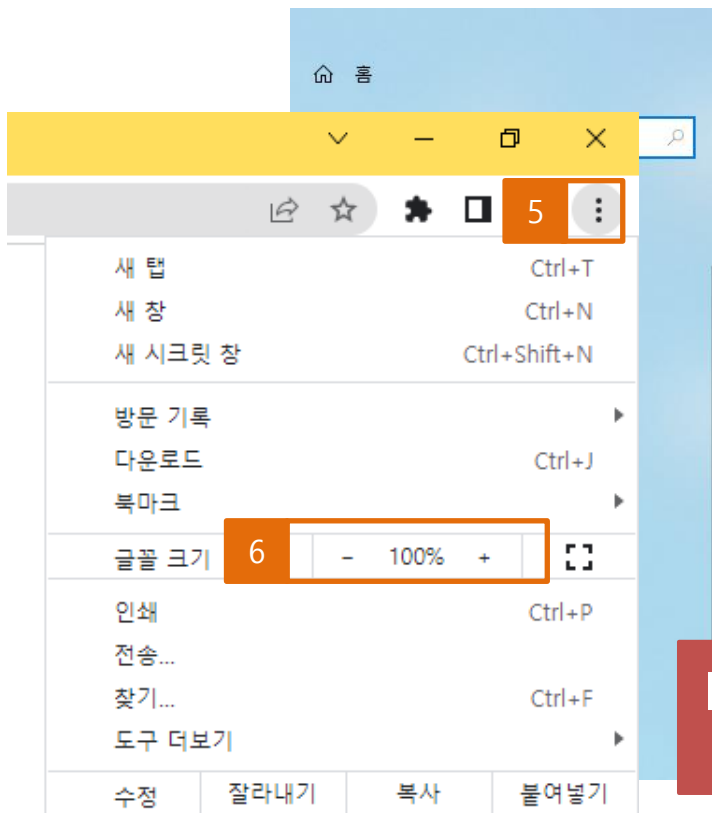 홈
5
새 탭 Ctrl+T
새 창 Ctrl+N
새 시크릿 창 Ctrl+Shift+N
방문 기록
다운로드 Ctrl+J
북마크
글꼴 크기 6 - 100% +
인쇄 Ctrl+P
전송...
찾기... Ctrl+F
도구 더보기
수정 잘라내기 복사 붙여넣기